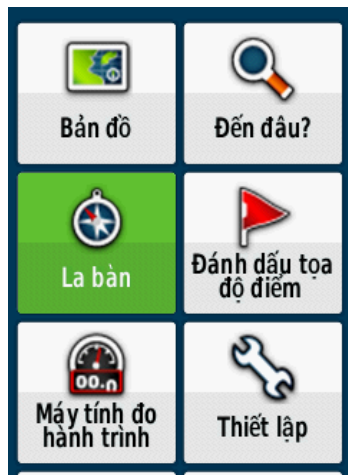 Bản đồ
Đến đâu?
La bàn
Đánh dấu tọa
độ điểm
00.0
Máy tính đo
hành trình
Thiết lập